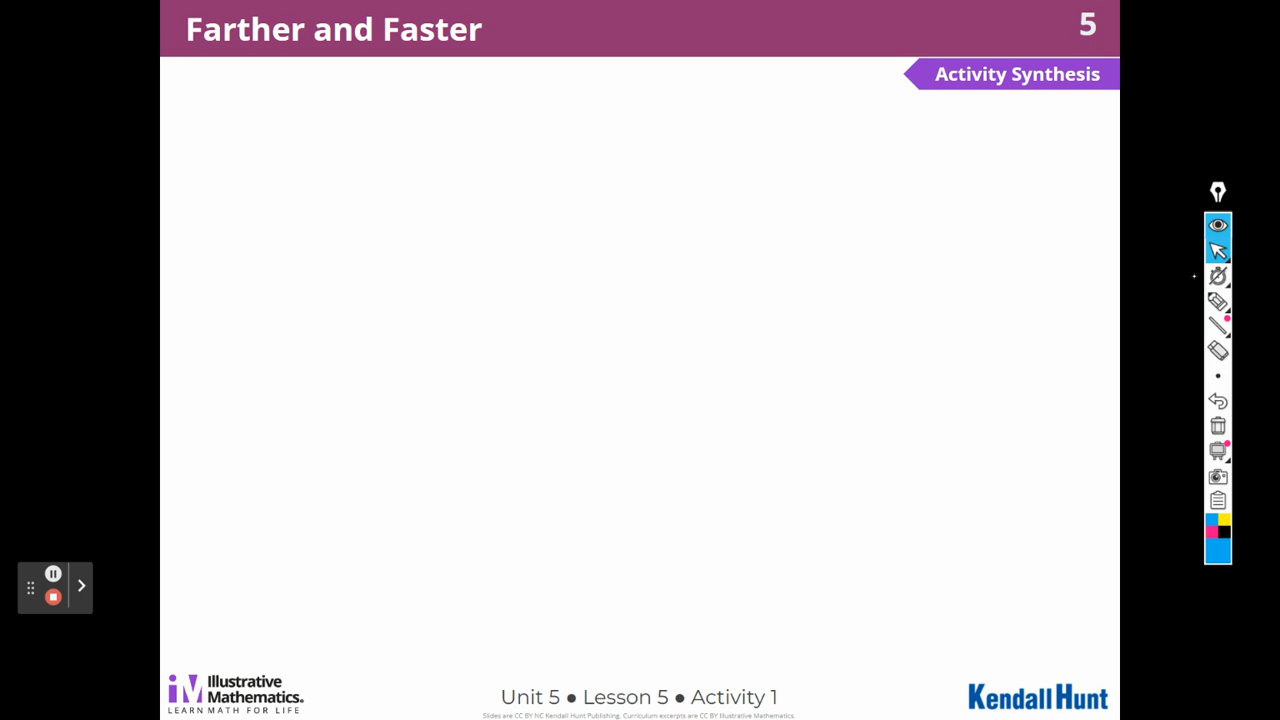 Farther and Faster
5
Activity Synthesis
Illustrative
Mathematics.
LEARN MATH FOR LIFE
Unit 5 ● Lesson 5 ● Activity 1
Slides are CC BY NC Kendall Hunt Publishing. Curriculum excerpts are CC BY Illustrative Mathematics.
Kendall Hunt